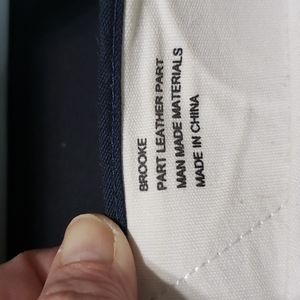 BROOKE
PART LEATHER PART
MAN MADE MATERIALS
MADE IN CHINA